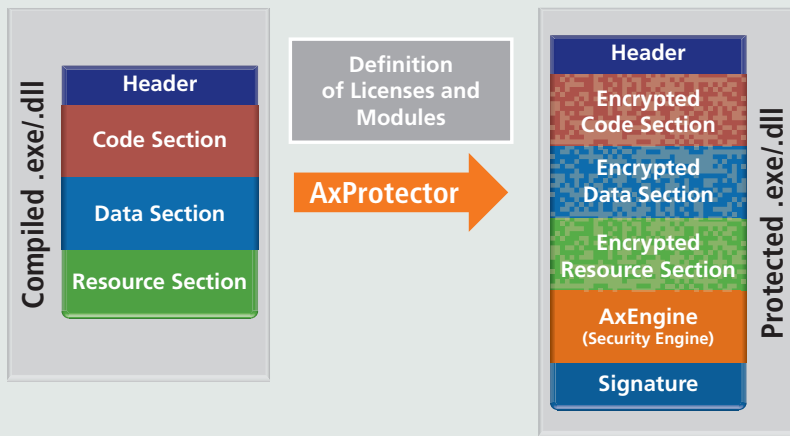 Compiled .exe/.dll
Header
Code Section
Data Section
Resource Section
Definition
of Licenses and
Modules
AxProtector
Header
Encrypted
Code Section
Encrypted
Data Section
Encrypted
Resource Section
AxEngine
(Security Engine)
Signature
Protected .exe/.dll